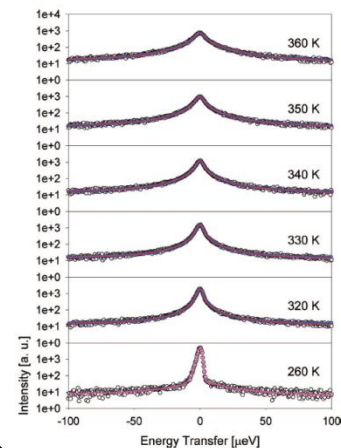 1e+4
1e+3
1e+2
1e+1
1e+0
360 K
1e+3
1e+2
1e+1
1e+0
350 K
1e+3
1e+2
1e+1
1e+0
340 K
1e+3
1e+2
1e+1
1e+0
330 K
1e+3
1e+2
1e+1
1e+0
320 K
1e+3
1e+2
1e+1
1e+0
260 K
Intensity [a. u.]
-100 -50 0 50 100
Energy Transfer [µeV]